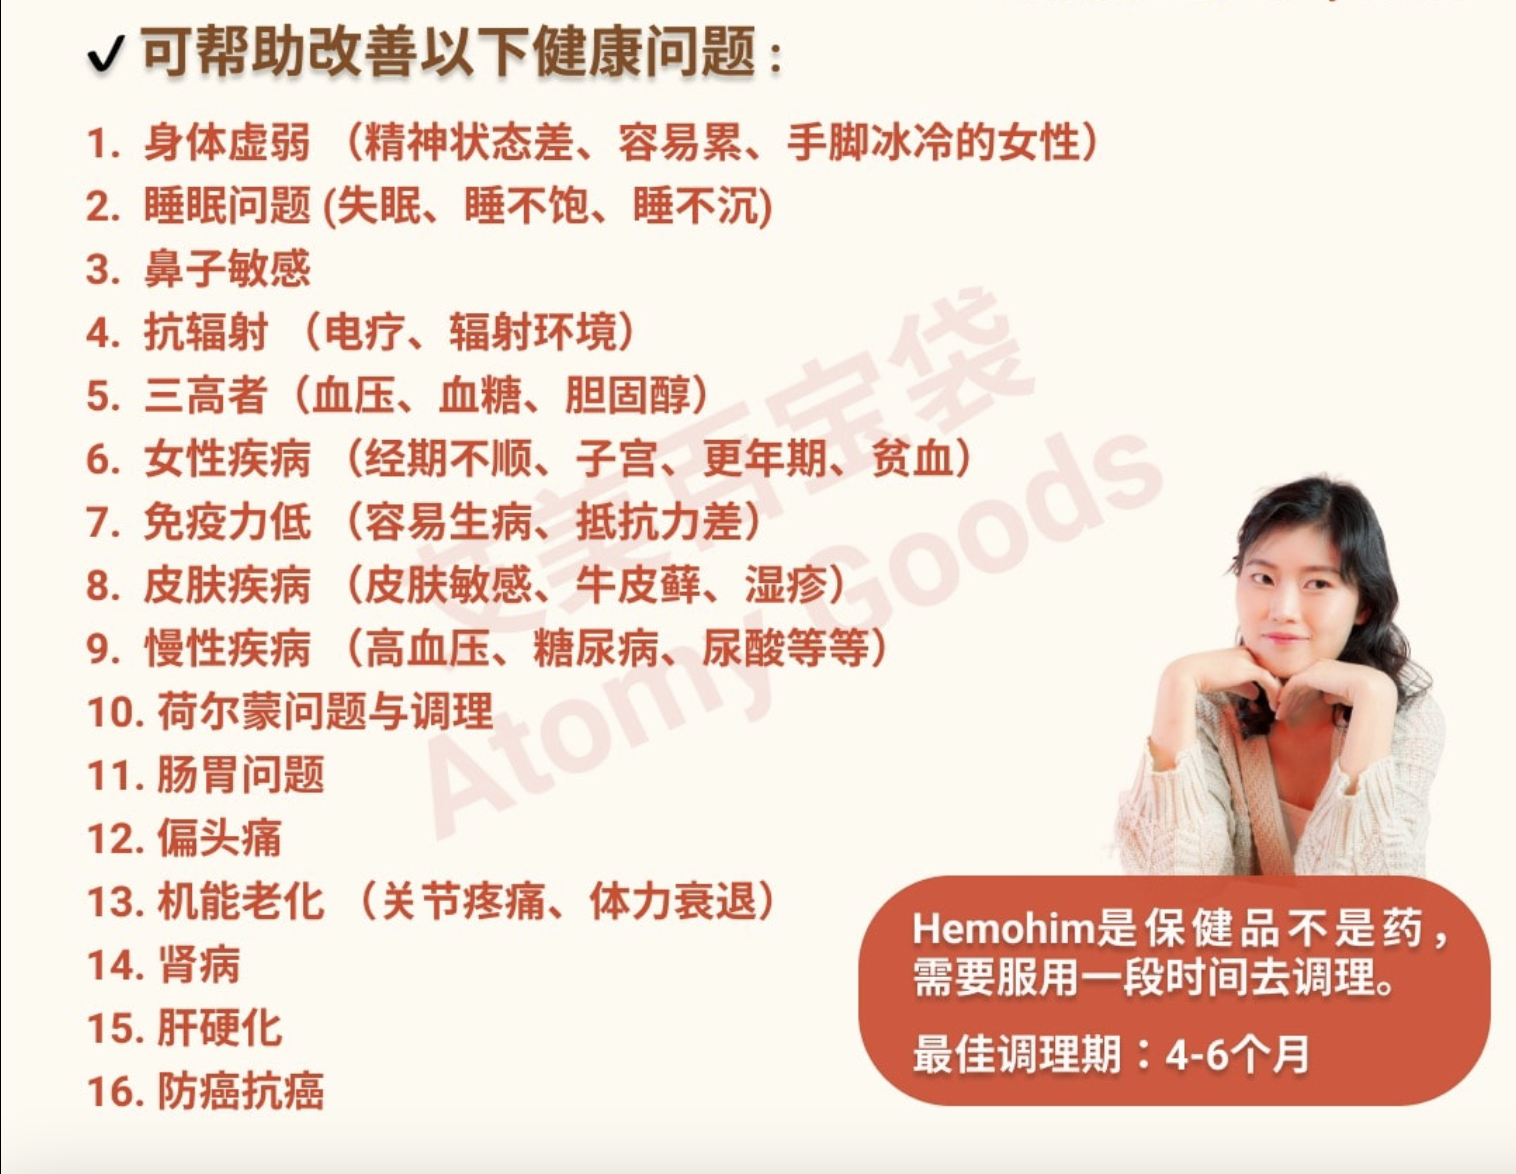 ✓ 可帮助改善以下健康问题：
1. 身体虚弱 （精神状态差、容易累、手脚冰冷的女性）
2. 睡眠问题 (失眠、睡不饱、睡不沉)
3. 鼻子敏感
4. 抗辐射 （电疗、辐射环境）
5. 三高者（血压、血糖、胆固醇）
6. 女性疾病 （经期不顺、子宫、更年期、贫血）
7. 免疫力低 （容易生病、抵抗力差）
8. 皮肤疾病 （皮肤敏感、牛皮藓、湿疹）
9. 慢性疾病 （高血压、糖尿病、尿酸等等）
10. 荷尔蒙问题与调理
11. 肠胃问题
12. 偏头痛
13. 机能老化 （关节疼痛、体力衰退）
14. 肾病
15. 肝硬化
16. 防癌抗癌
Hemohim是保健品不是药，
需要服用一段时间去调理。
最佳调理期：4-6个月
艾美百宝袋
Atomy Goods